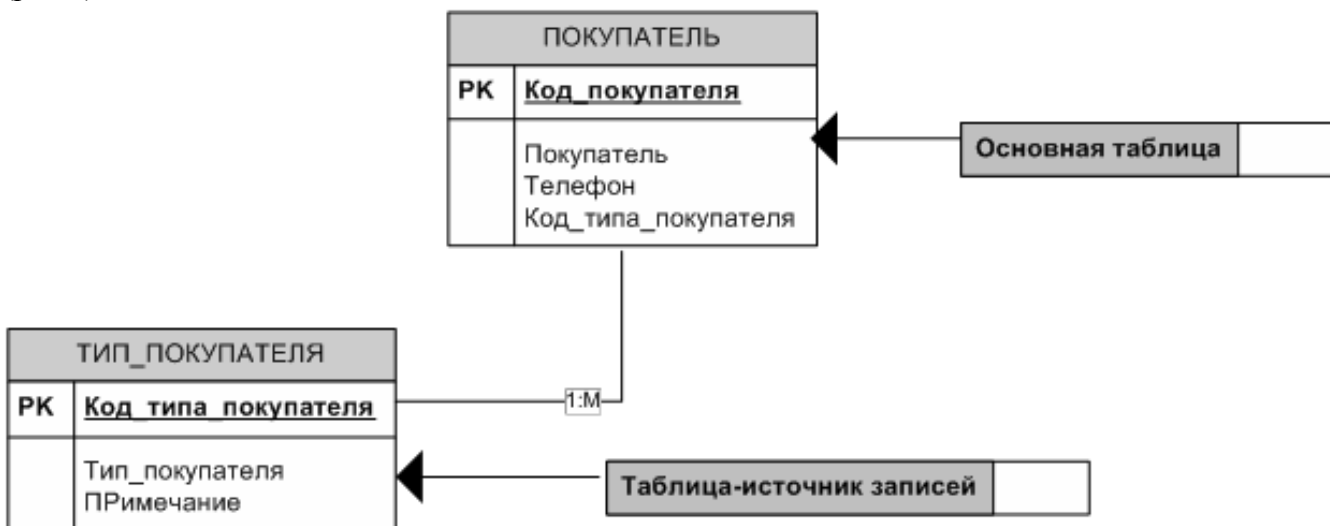 ПОКУПАТЕЛЬ
PK Код_покупателя
Покупатель
Телефон
Код_типа_покупателя
Основная таблица
ТИП_ПОКУПАТЕЛЯ
PK Код_типа_покупателя
1:М
Тип_покупателя
ПРимечание
Таблица-источник записей